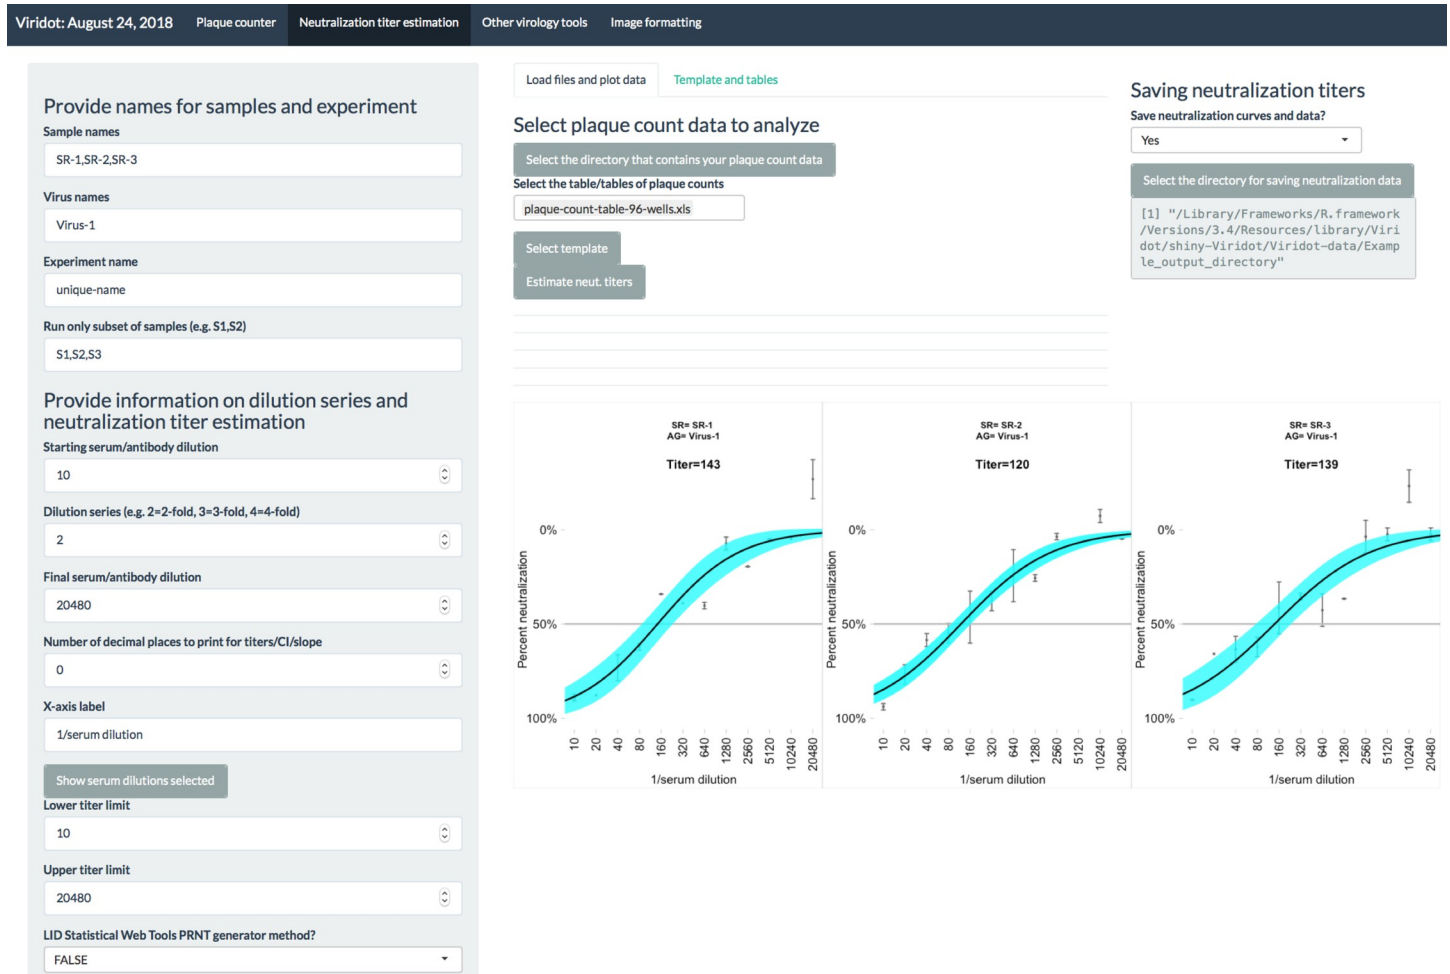 Viridot: August 24, 2018 Plaque counter Neutralization titer estimation Other virology tools Image formatting
Provide names for samples and experiment
Sample names
SR-1,SR-2,SR-3
Virus names
Virus-1
Experiment name
unique-name
Run only subset of samples (e.g. S1,S2)
S1,S2,S3
Provide information on dilution series and
neutralization titer estimation
Starting serum/antibody dilution
10
Dilution series (e.g. 2=2-fold, 3=3-fold, 4=4-fold)
2
Final serum/antibody dilution
20480
Number of decimal places to print for titers/CI/slope
0
X-axis label
1/serum dilution
Show serum dilutions selected
Lower titer limit
10
Upper titer limit
20480
LID Statistical Web Tools PRNT generator method?
FALSE
Load files and plot data Template and tables
Select plaque count data to analyze
Select the directory that contains your plaque count data
Select the table/tables of plaque counts
plaque-count-table-96-wells.xls
Select template
Estimate neut. titers
Saving neutralization titers
Save neutralization curves and data?
Yes
Select the directory for saving neutralization data
[1] "/Library/Frameworks/R.framework
/Versions/3.4/Resources/library/Viri
dot/shiny-Viridot/Viridot-data/Examp
le_output_directory"
SR= SR-1
AG= Virus-1
Titer=143
0%
50%
100%
Percent neutralization
10 20 40 80 160 320 640 1280 2560 5120 10240 20480
1/serum dilution
SR= SR-2
AG= Virus-1
Titer=120
0%
50%
100%
Percent neutralization
10 20 40 80 160 320 640 1280 2560 5120 10240 20480
1/serum dilution
SR= SR-3
AG= Virus-1
Titer=139
0%
50%
100%
Percent neutralization
10 20 40 80 160 320 640 1280 2560 5120 10240 20480
1/serum dilution